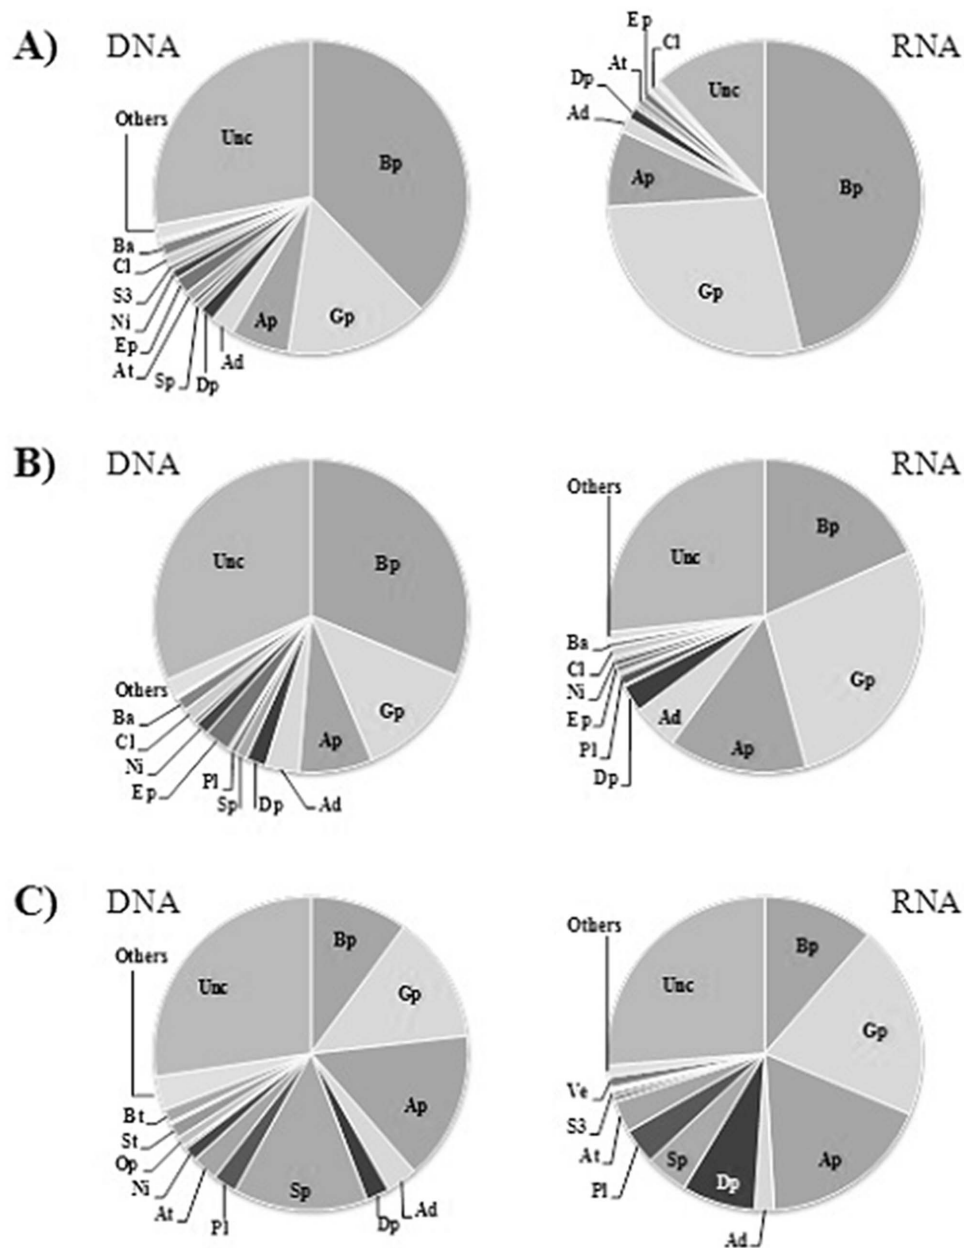 A) DNA
Unc
Bp
Others
Ba
Cl
S3
Ni
Ep
At
Sp
Dp
Ad
Ap
Gp
RNA
Ep
Cl
At
Dp
Ad
Unc
Ap
Bp
Gp
B) DNA
Unc
Bp
Others
Ba
Cl
Ni
Ep
Pl
Sp
Dp
Ad
Ap
Gp
RNA
Others
Unc
Bp
Ba
Cl
Ni
Ep
Pl
Dp
Ad
Ap
Gp
C) DNA
Others
Unc
Bp
Gp
Ap
Bt
St
Op
Ni
At
Pl
Sp
Dp
Ad
RNA
Others
Unc
Bp
Gp
Ve
S3
At
Pl
Sp
Dp
Ad
Ap